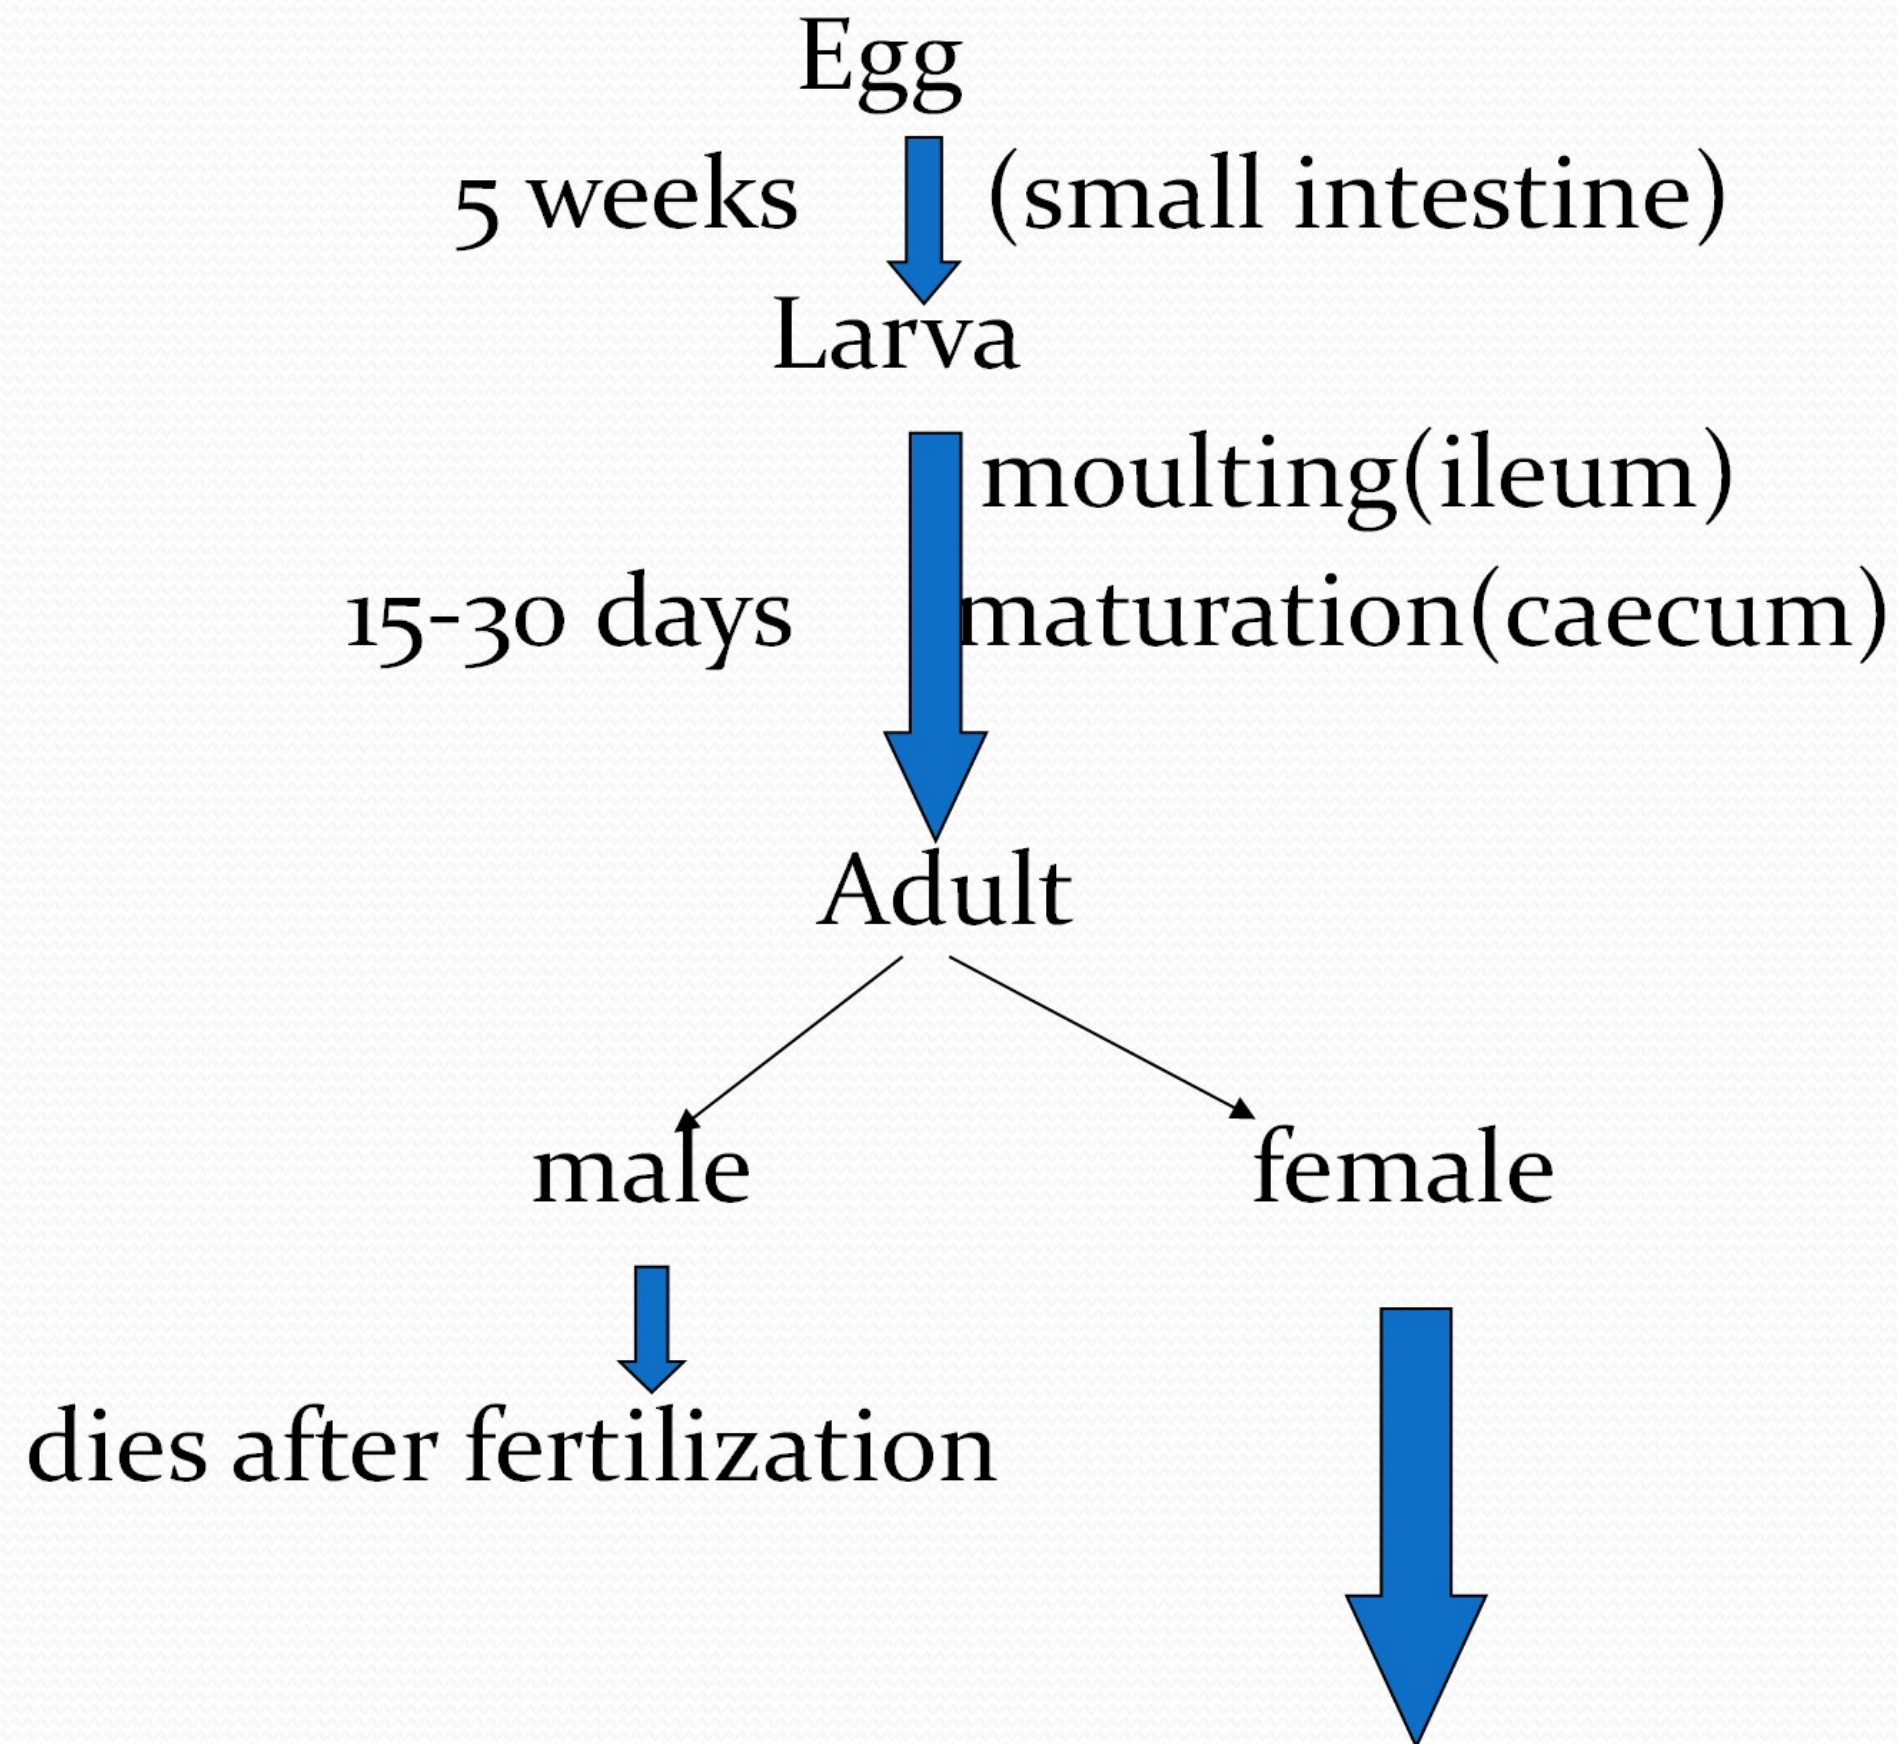 Egg
5 weeks (small intestine)
Larva
moulting(ileum)
15-30 days maturation(caecum)
Adult
male female
dies after fertilization